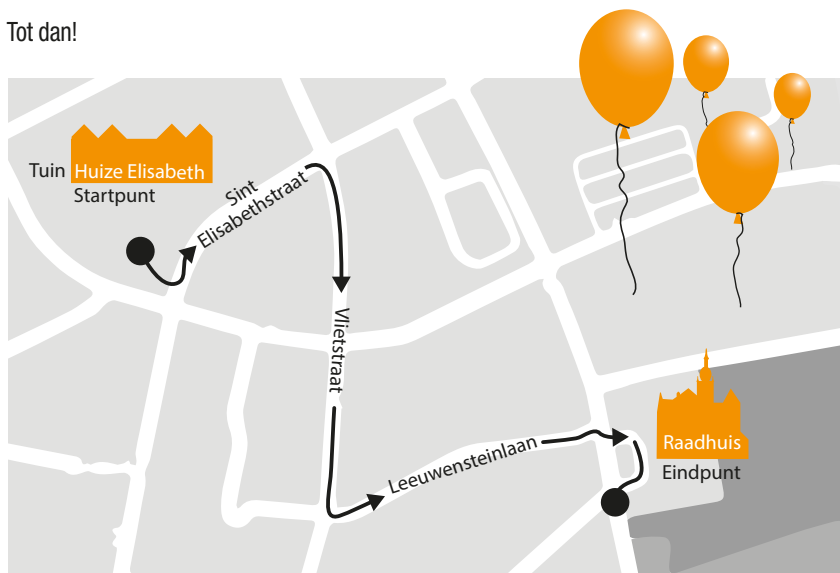 Tot dan!
Tuin Huize Elisabeth
Startpunt
Sint
Elisabethstraat
Vlietstraat
Leeuwensteinlaan
Raadhuis
Eindpunt